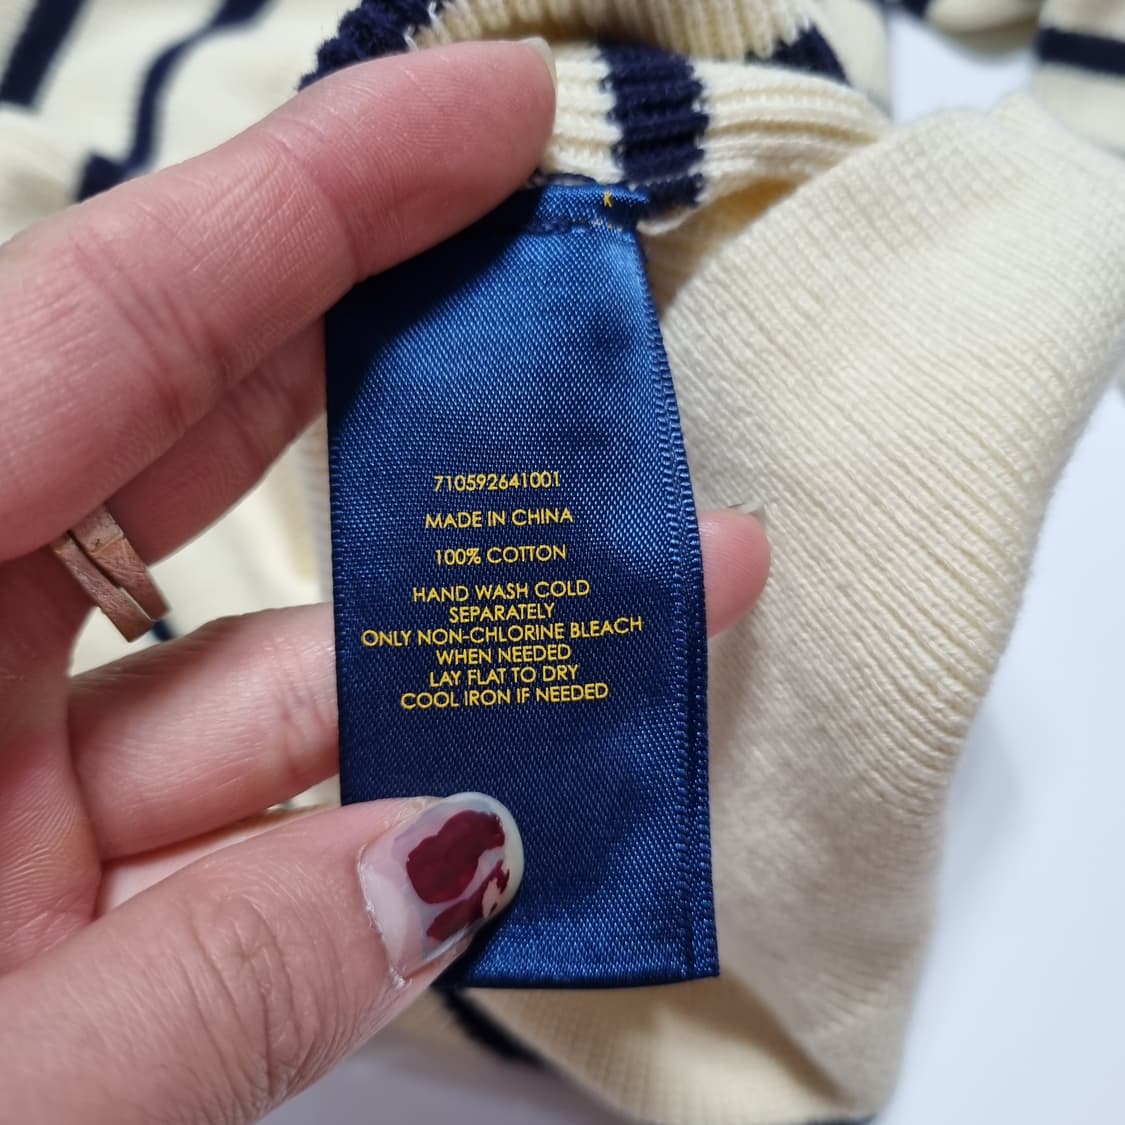 K
710592641001
MADE IN CHINA
100% COTTON
HAND WASH COLD
SEPARATELY
ONLY NON-CHLORINE BLEACH
WHEN NEEDED
LAY FLAT TO DRY
COOL IRON IF NEEDED